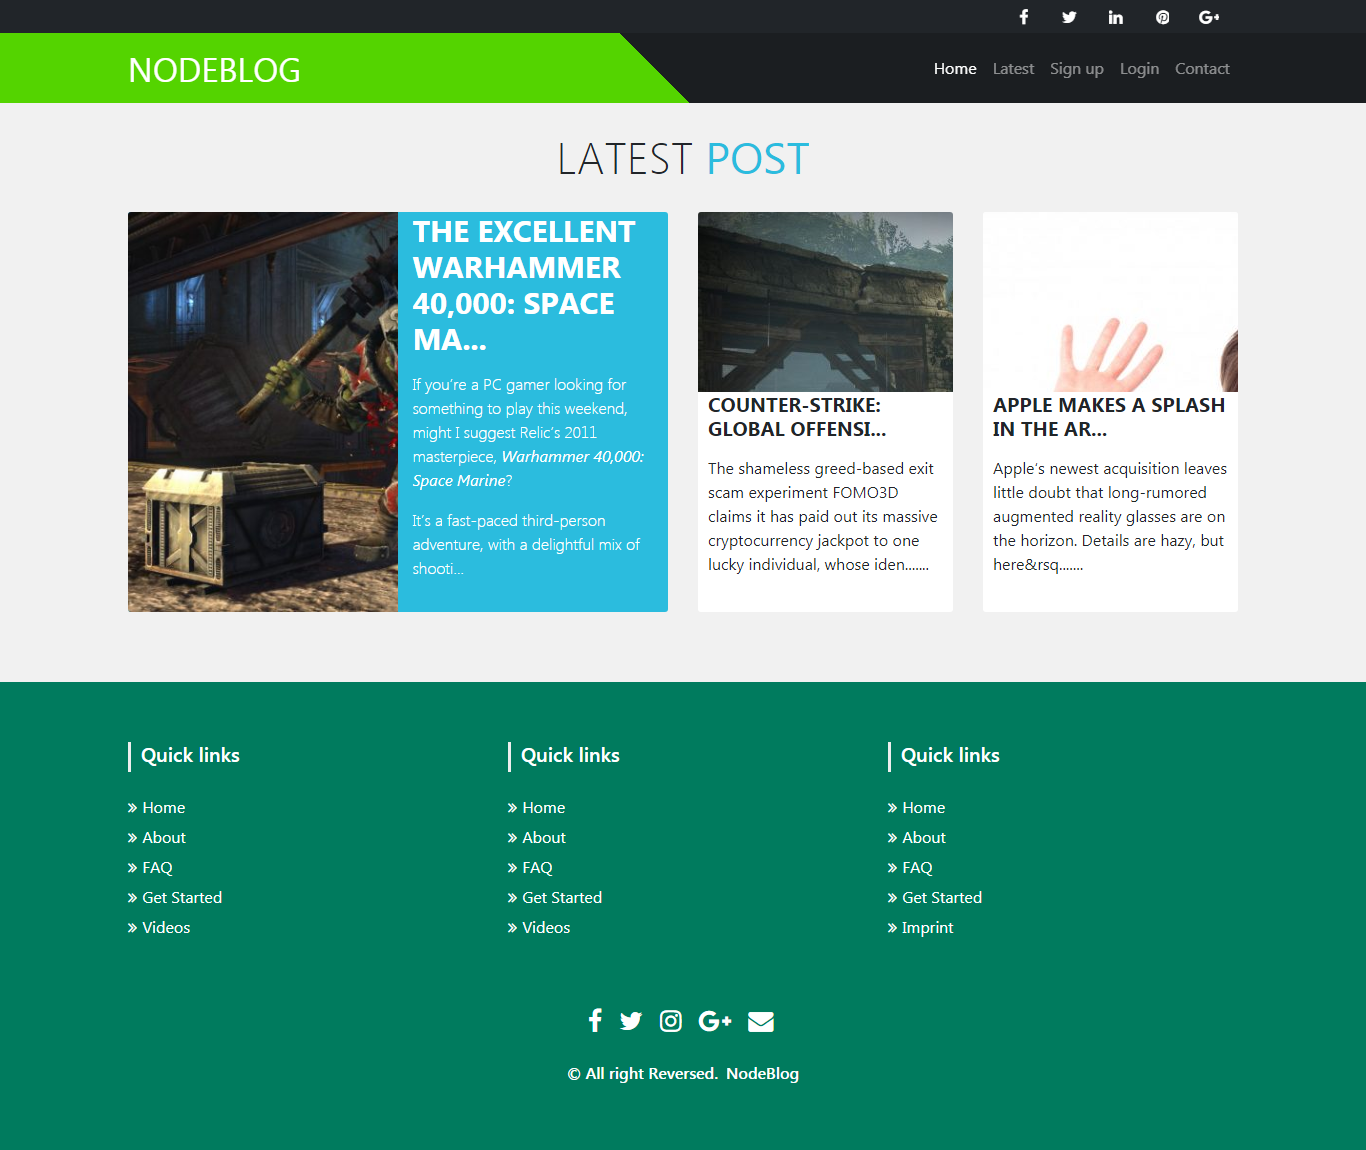 NODEBLOG
Home Latest Sign up Login Contact
LATEST POST
THE EXCELLENT
WARHAMMER
40,000: SPACE
MA...
If you’re a PC gamer looking for
something to play this weekend,
might I suggest Relic’s 2011
masterpiece, Warhammer 40,000:
Space Marine?
It’s a fast-paced third-person
adventure, with a delightful mix of
shooti...
COUNTER-STRIKE:
GLOBAL OFFENSI...
The shameless greed-based exit
scam experiment FOMO3D
claims it has paid out its massive
cryptocurrency jackpot to one
lucky individual, whose iden.......
APPLE MAKES A SPLASH
IN THE AR...
Apple’s newest acquisition leaves
little doubt that long-rumored
augmented reality glasses are on
the horizon. Details are hazy, but
here&rsq.......
Quick links
» Home
» About
» FAQ
» Get Started
» Videos
Quick links
» Home
» About
» FAQ
» Get Started
» Videos
Quick links
» Home
» About
» FAQ
» Get Started
» Imprint
© All right Reversed. NodeBlog